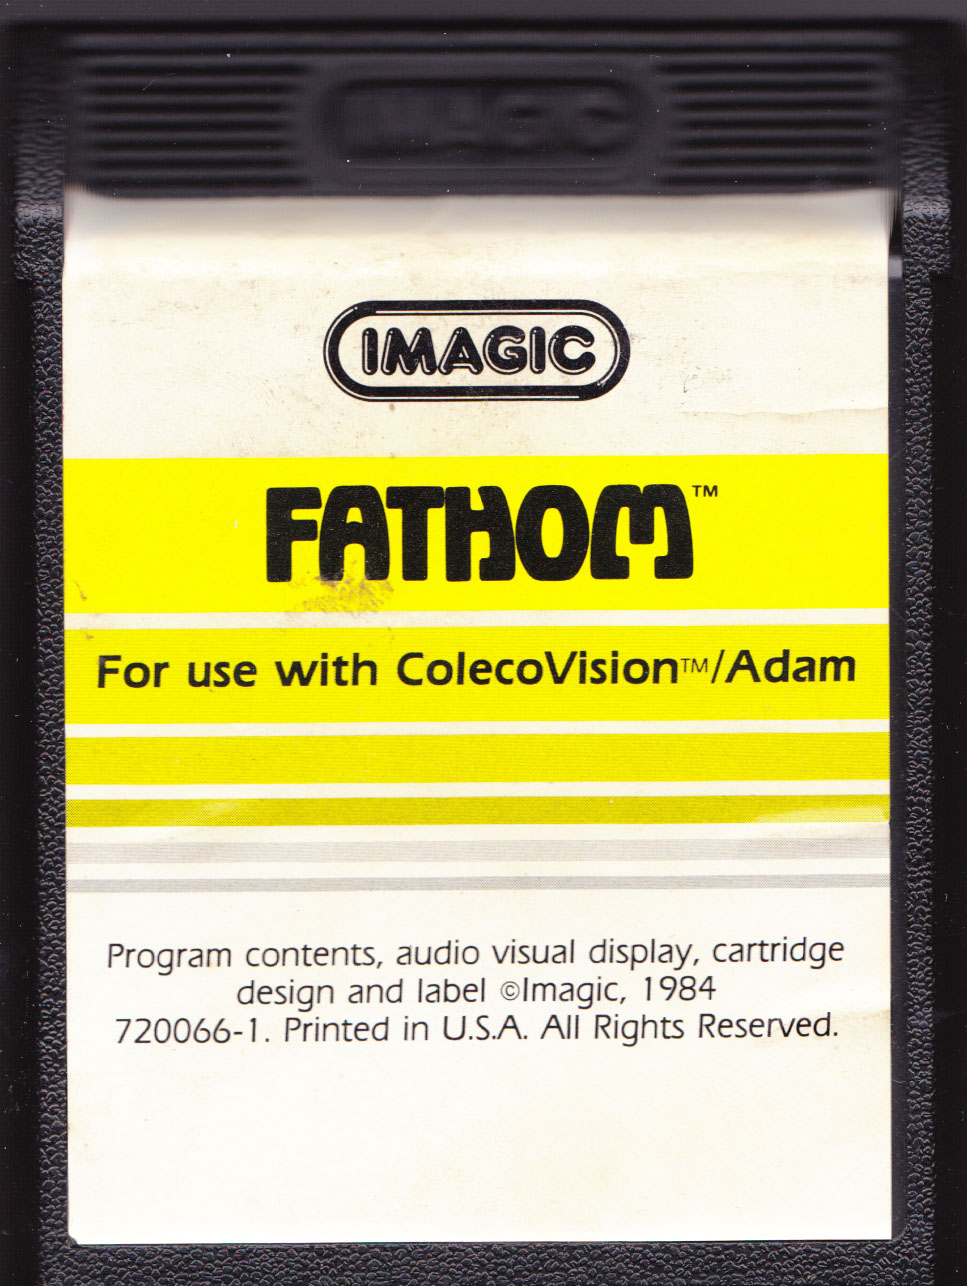 IMAGIC
IMAGIC
FATHOM™
For use with ColecoVision™/Adam
Program contents, audio visual display, cartridge
design and label ©Imagic, 1984
720066-1. Printed in U.S.A. All Rights Reserved.